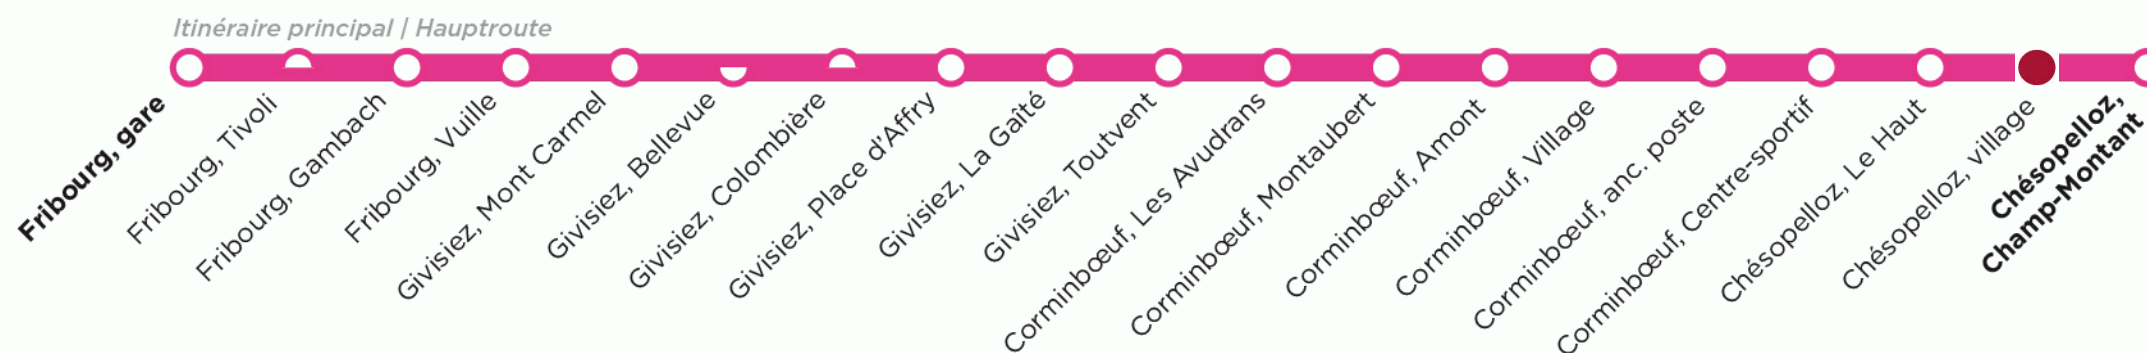 Itinéraire principal | Hauptroute
Fribourg, gare
Fribourg, Tivoli
Fribourg, Gambach
Fribourg, Vuille
Givisiez, Mont Carmel
Givisiez, Bellevue
Givisiez, Colombière
Givisiez, Place d'Affry
Givisiez, La Gaîté
Givisiez, Toutvent
Corminbœuf, Les Avudrans
Corminbœuf, Montaubert
Corminbœuf, Amont
Corminbœuf, Village
Corminbœuf, anc. poste
Corminbœuf, Centre-sportif
Chésopelloz, Le Haut
Chésopelloz, village
Chésopelloz,
Champ-Montant